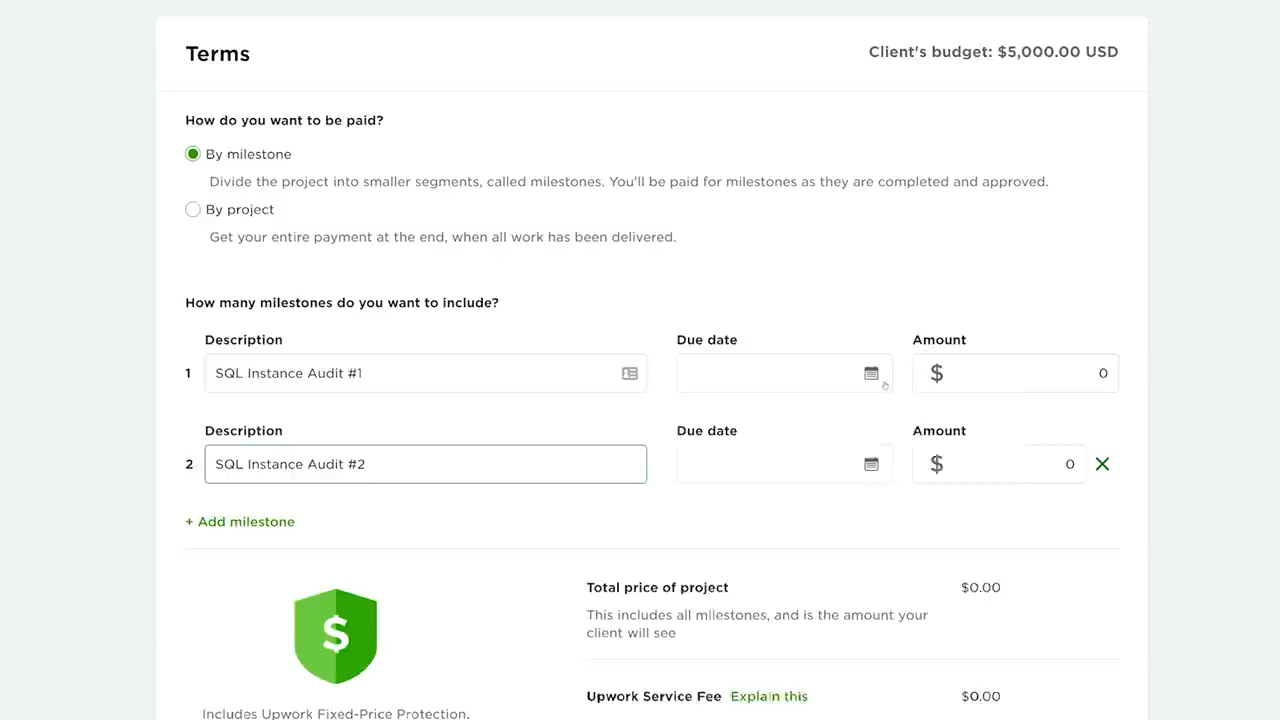 Terms
Client's budget: $5,000.00 USD
How do you want to be paid?
By milestone
Divide the project into smaller segments, called milestones. You'll be paid for milestones as they are completed and approved.
By project
Get your entire payment at the end, when all work has been delivered.
How many milestones do you want to include?
Description Due date Amount
1 SQL Instance Audit #1 $ 0
Description Due date Amount
2 SQL Instance Audit #2 $ 0
+ Add milestone
Total price of project $0.00
This includes all milestones, and is the amount your
client will see
$
Upwork Service Fee Explain this $0.00
Includes Upwork Fixed-Price Protection.